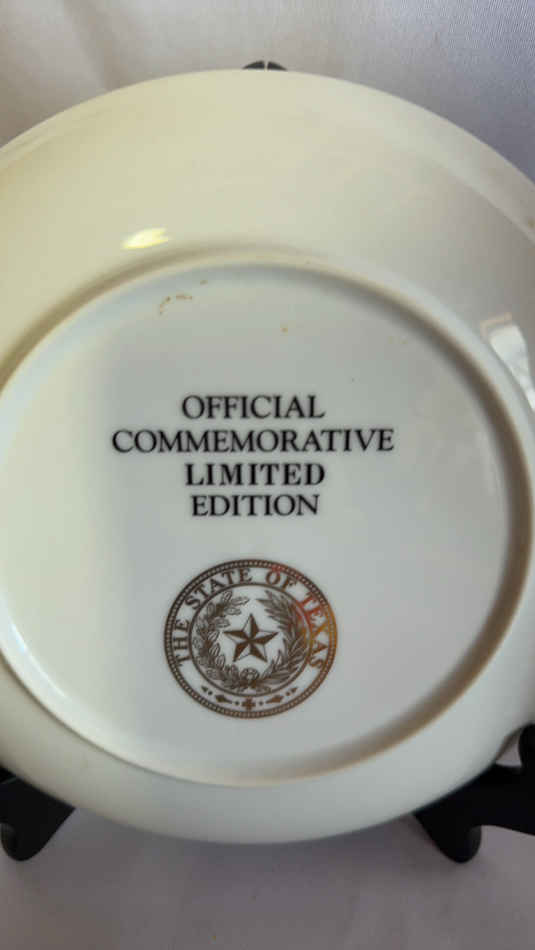 OFFICIAL
COMMEMORATIVE
LIMITED
EDITION
THE STATE OF TEXAS